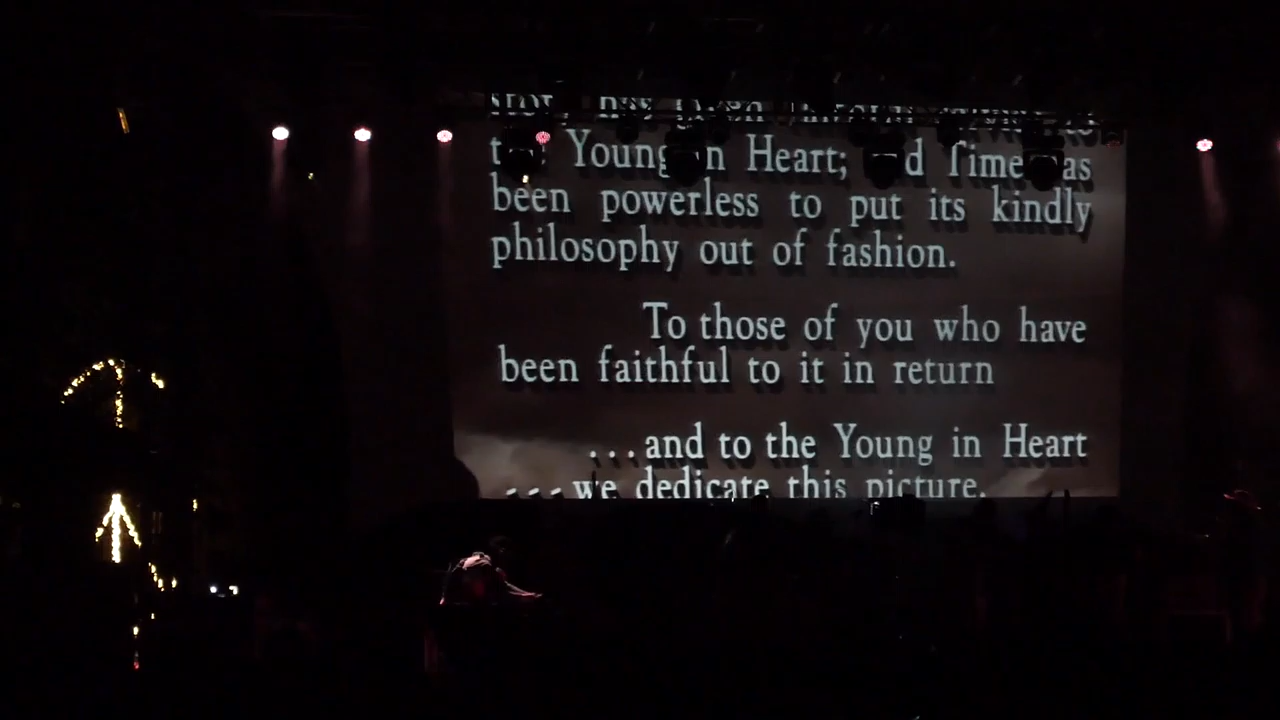 Young in Heart; Time
been powerless to put its kindly
philosophy out of fashion.
To those of you who have
been faithful to it in return
...and to the Young in Heart
...we dedicate this picture.